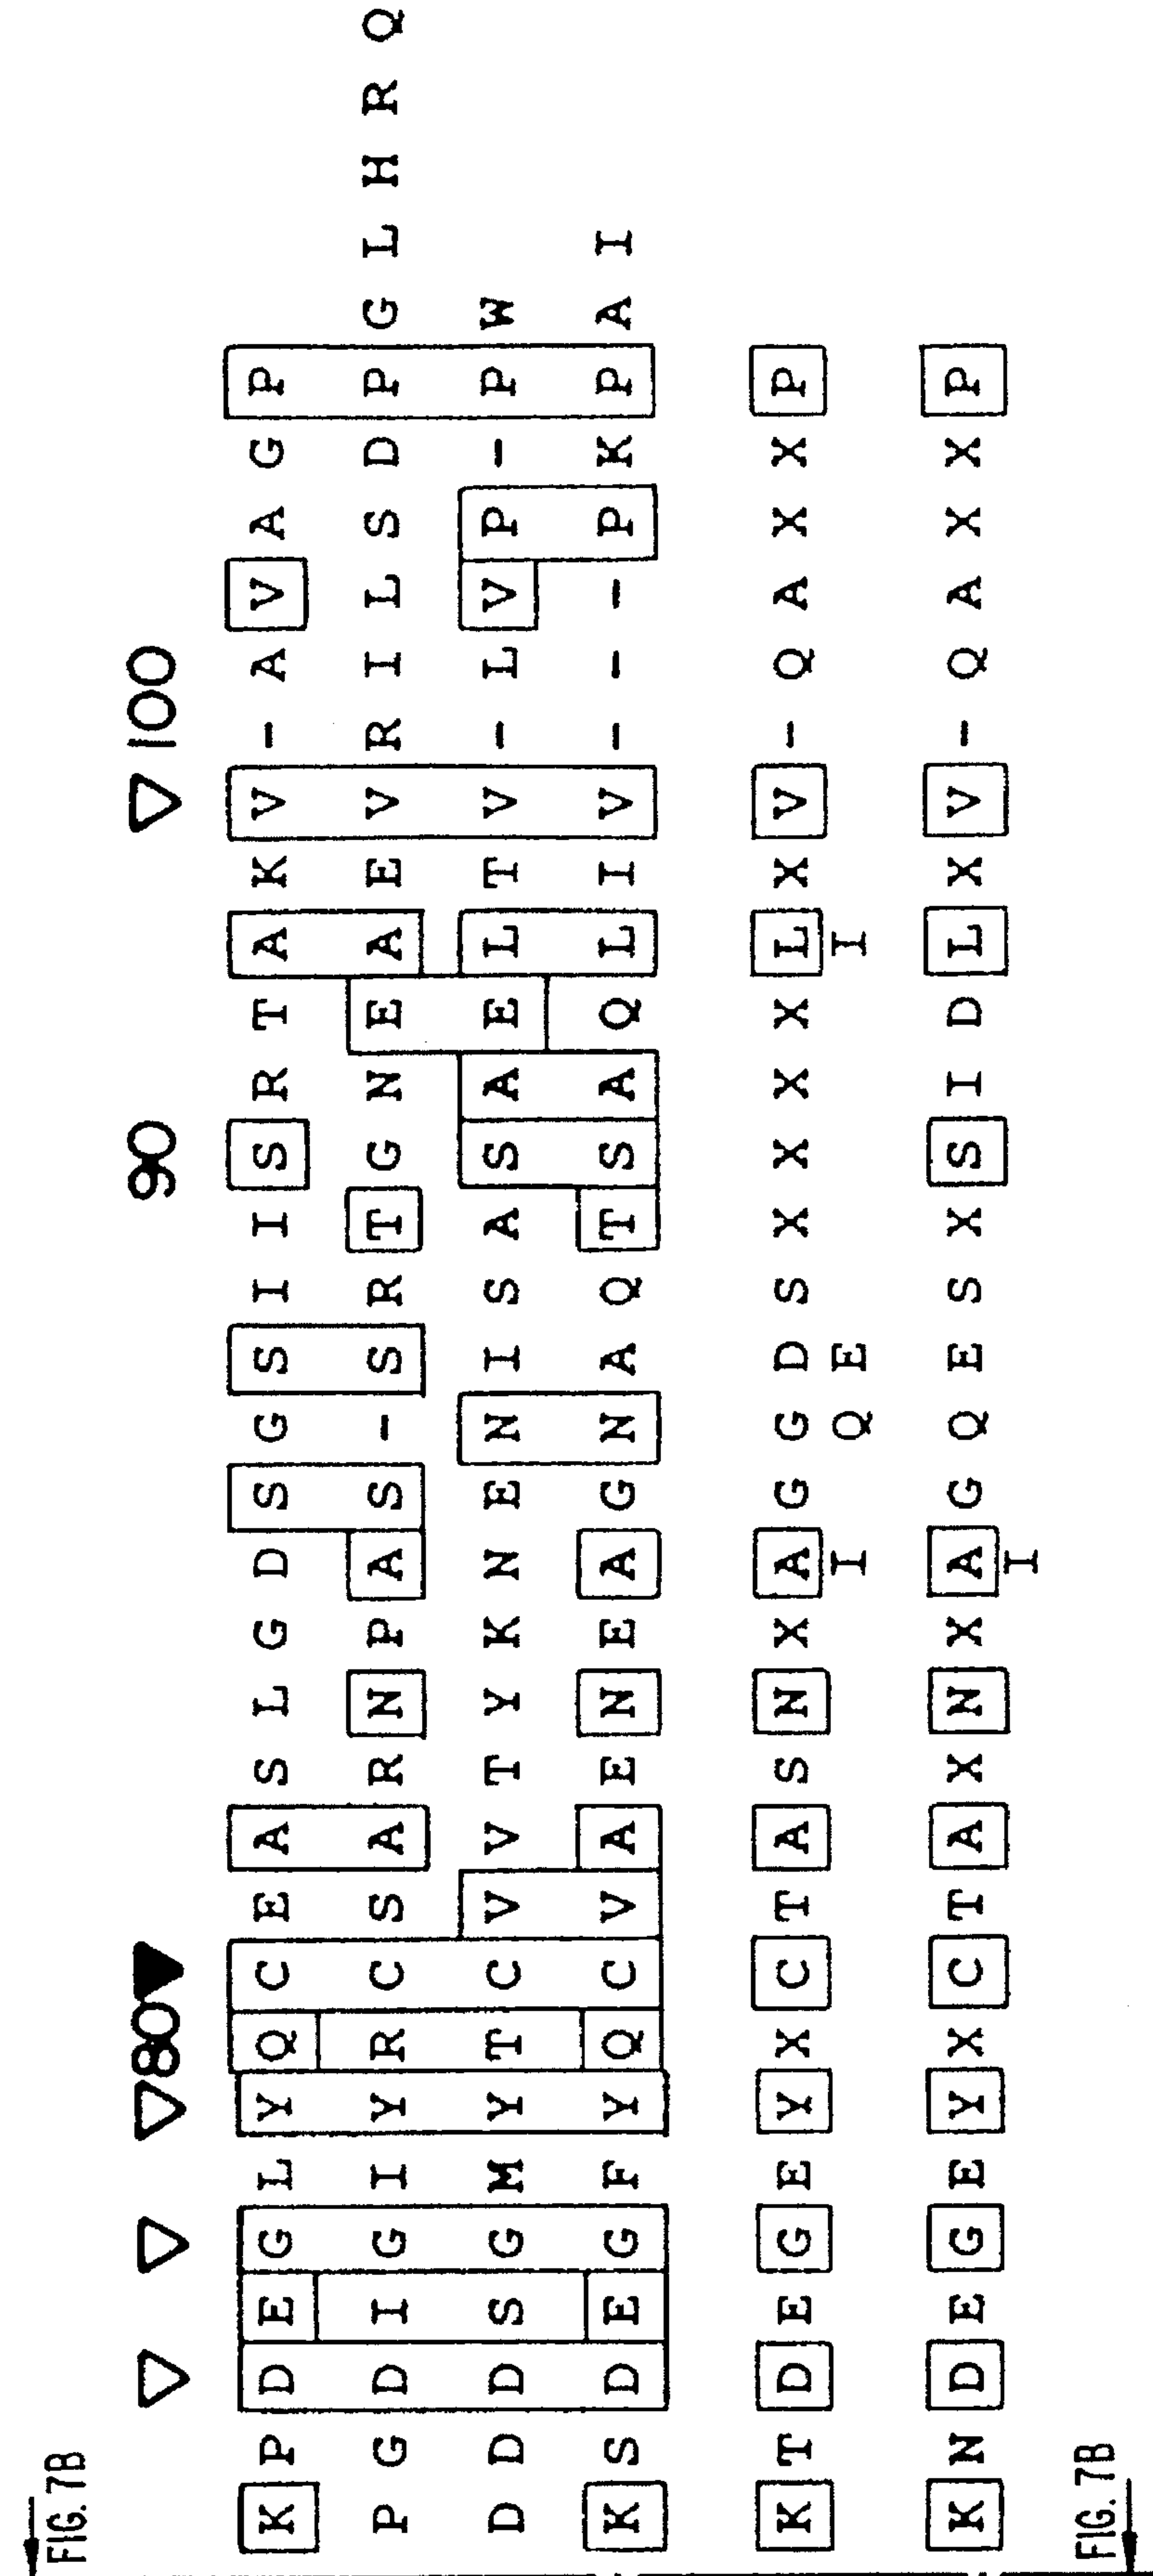 FIG. 7B
▽ ▽ ▽ 80 ▼ 90 ▽ 100
K P D E G L Y Q C E A S L G D S G S I I S R T A K V - A V A G P
P G D I G I Y R C S A R N P A S - S R T G N E A E V R I L S D P G L H R Q
D D D S G M Y T C V V T Y K N E N I S A S A E L T V - L V P - P W
K S D E G F Y Q C V A E N E A G N A Q T S A Q L I V - - - P K P A I
K T D E G E Y X C T A S N X A G G D S X X X X L X V - Q A X X P
I Q E I
K N D E G E Y X C T A X N X A G Q E S X S I D L X V - Q A X X P
I
FIG. 7B